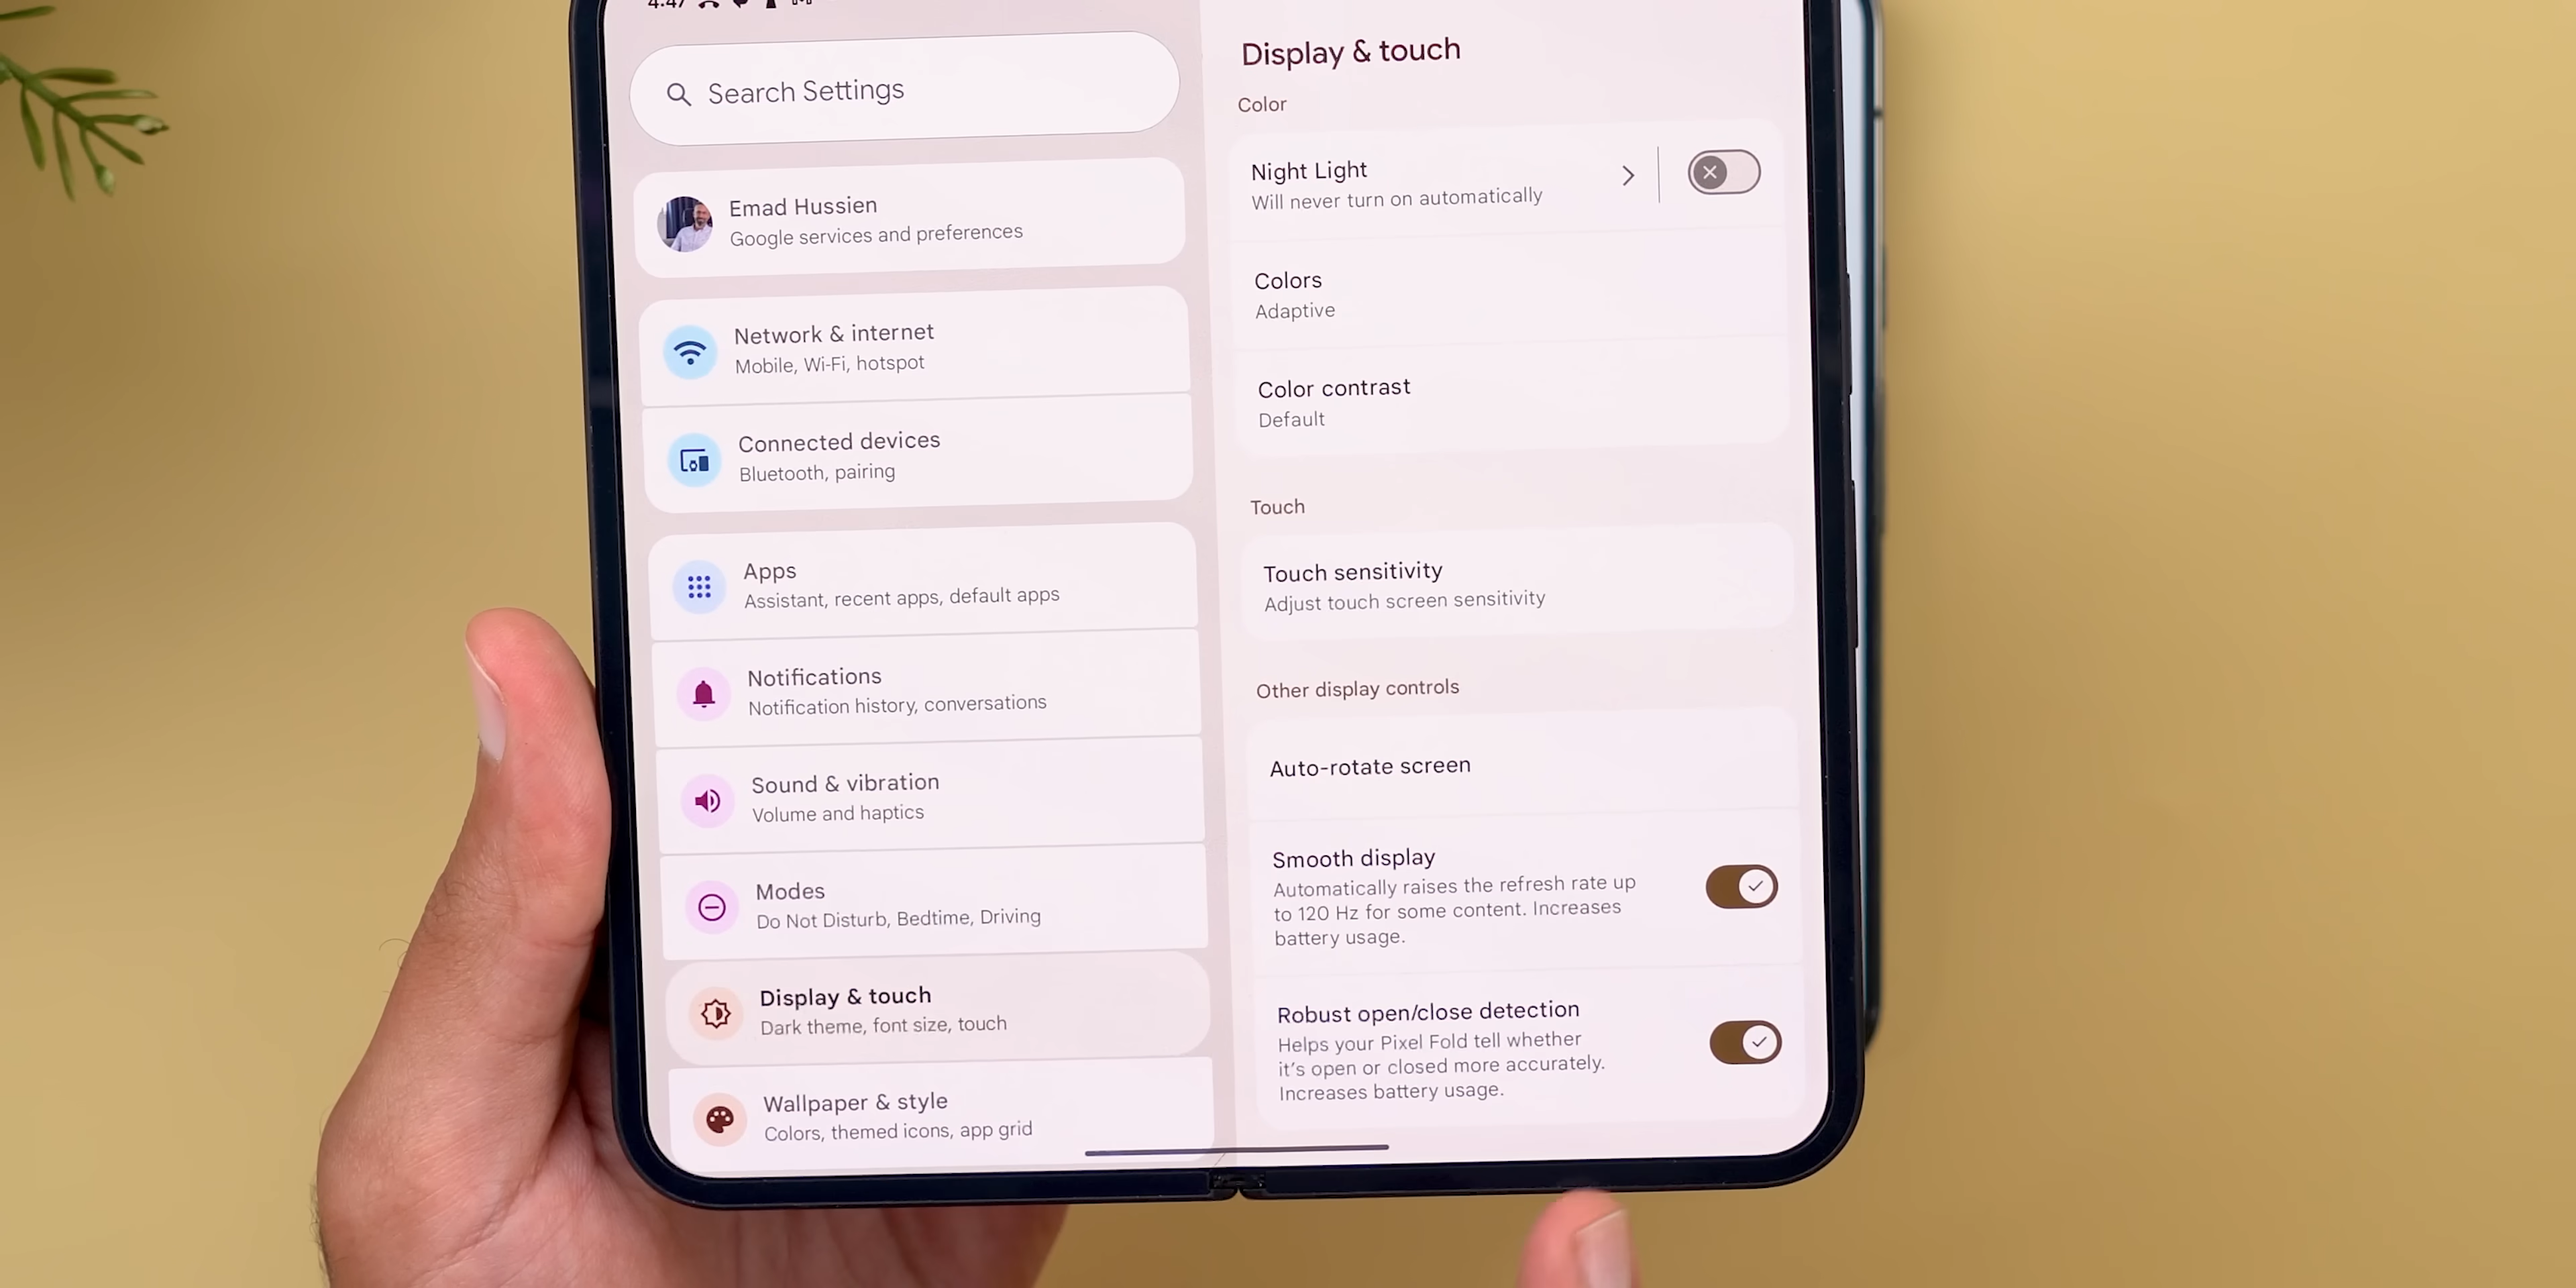 4:47
Search Settings
Emad Hussien
Google services and preferences
Network & internet
Mobile, Wi-Fi, hotspot
Connected devices
Bluetooth, pairing
Apps
Assistant, recent apps, default apps
Notifications
Notification history, conversations
Sound & vibration
Volume and haptics
Modes
Do Not Disturb, Bedtime, Driving
Display & touch
Dark theme, font size, touch
Wallpaper & style
Colors, themed icons, app grid
Display & touch
Color
Night Light
Will never turn on automatically
Colors
Adaptive
Color contrast
Default
Touch
Touch sensitivity
Adjust touch screen sensitivity
Other display controls
Auto-rotate screen
Smooth display
Automatically raises the refresh rate up
to 120 Hz for some content. Increases
battery usage.
Robust open/close detection
Helps your Pixel Fold tell whether
it's open or closed more accurately.
Increases battery usage.